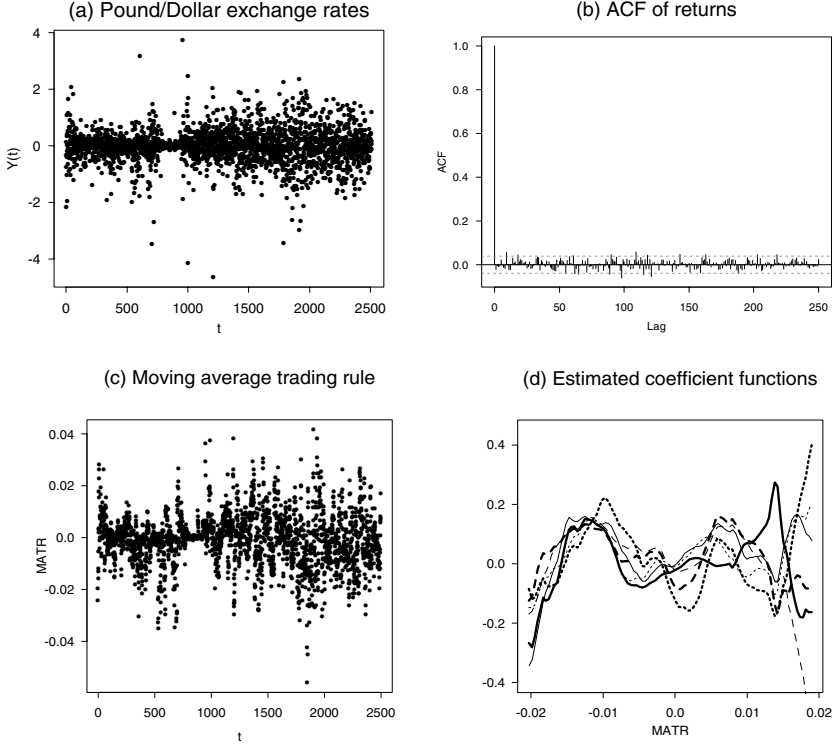 (a) Pound/Dollar exchange rates
4
2
0
-2
-4
Y(t)
0 500 1000 1500 2000 2500
t
(b) ACF of returns
1.0
0.8
0.6
0.4
0.2
0.0
ACF
0 50 100 150 200 250
Lag
(c) Moving average trading rule
0.04
0.02
0.0
-0.02
-0.04
MATR
0 500 1000 1500 2000 2500
t
(d) Estimated coefficient functions
0.4
0.2
0.0
-0.2
-0.4
-0.02 -0.01 0.0 0.01 0.02
MATR